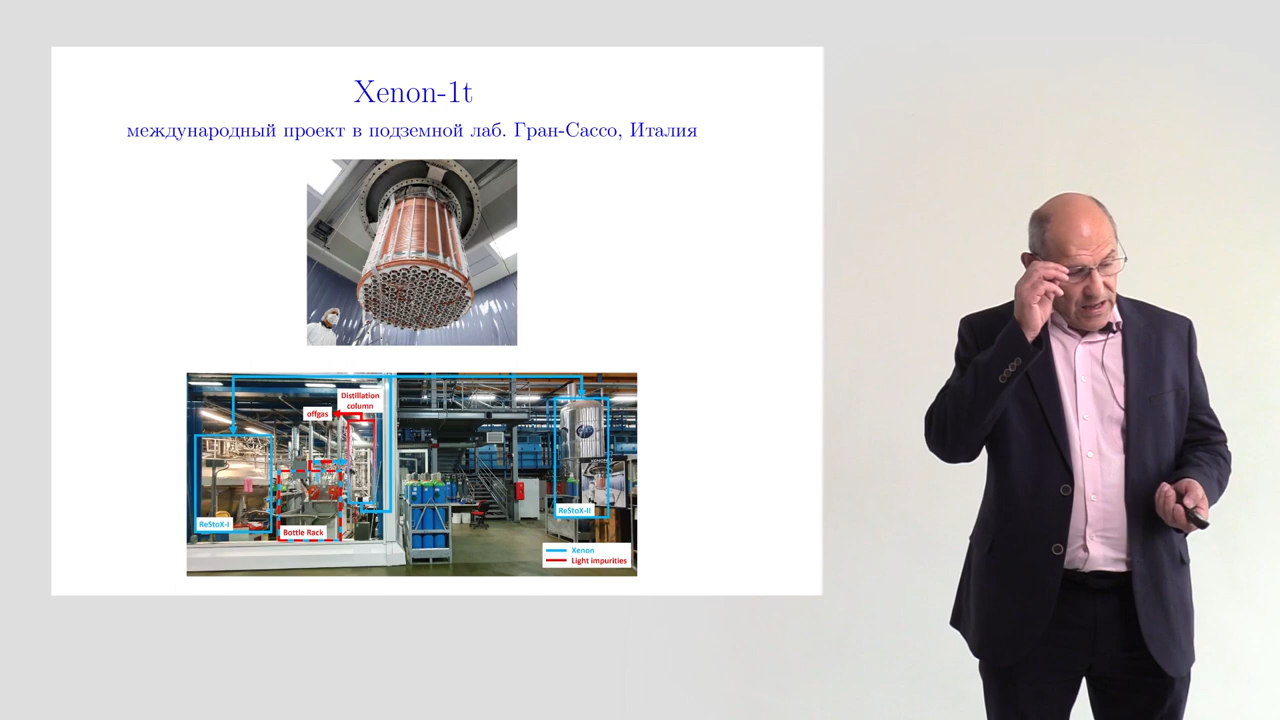 Xenon-1t
международный проект в подземной лаб. Гран-Сассо, Италия
Distillation
column
offgas
ReStoX-I
Bottle Rack
ReStoX-II
Xenon
Light impurities